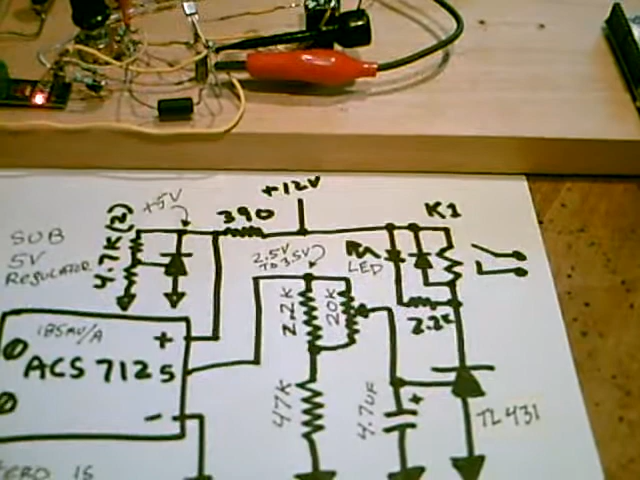 +12V
+5V
390
K1
SUB
5V
REGULATOR
4.7K(2)
2.5V
TO 3.5V
LED
2.2K
20K
2.2K
185MV/A
+
ACS 712 5
-
47K
4.7UF
+
TL431
ZERO IS